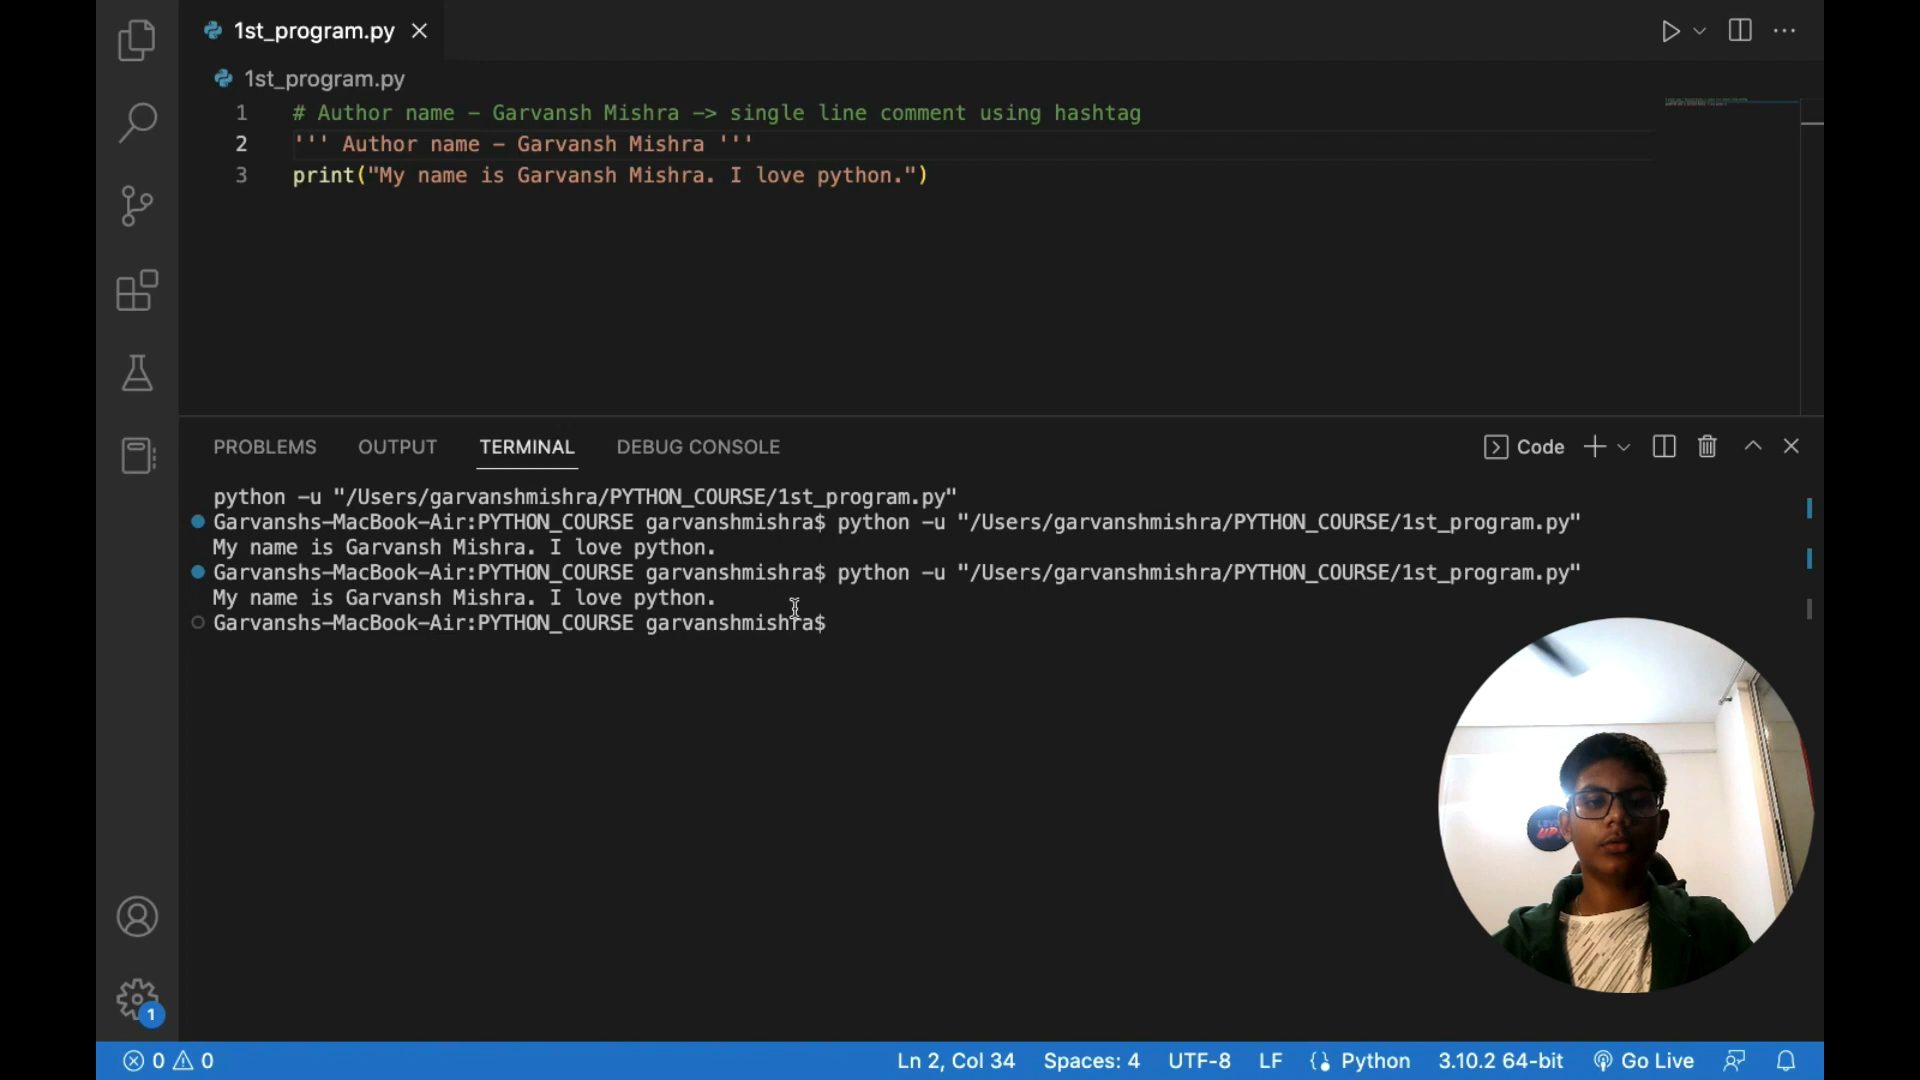 1st_program.py
1st_program.py
1 # Author name – Garvansh Mishra –> single line comment using hashtag
2 ''' Author name – Garvansh Mishra '''
3 print("My name is Garvansh Mishra. I love python.")
PROBLEMS OUTPUT TERMINAL DEBUG CONSOLE Code
python –u "/Users/garvanshmishra/PYTHON_COURSE/1st_program.py"
Garvanshs–MacBook–Air:PYTHON_COURSE garvanshmishra$ python –u "/Users/garvanshmishra/PYTHON_COURSE/1st_program.py"
My name is Garvansh Mishra. I love python.
Garvanshs–MacBook–Air:PYTHON_COURSE garvanshmishra$ python –u "/Users/garvanshmishra/PYTHON_COURSE/1st_program.py"
My name is Garvansh Mishra. I love python.
Garvanshs–MacBook–Air:PYTHON_COURSE garvanshmishra$
UP!
1
0 0 Ln 2, Col 34 Spaces: 4 UTF-8 LF Python 3.10.2 64-bit Go Live